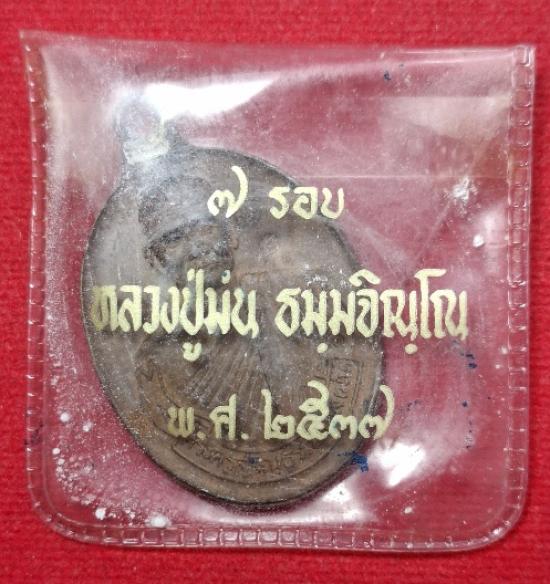 ๗ รอบ
หลวงปู่มั่น ธมฺมจิณฺโณ
พ.ศ. ๒๕๓๗